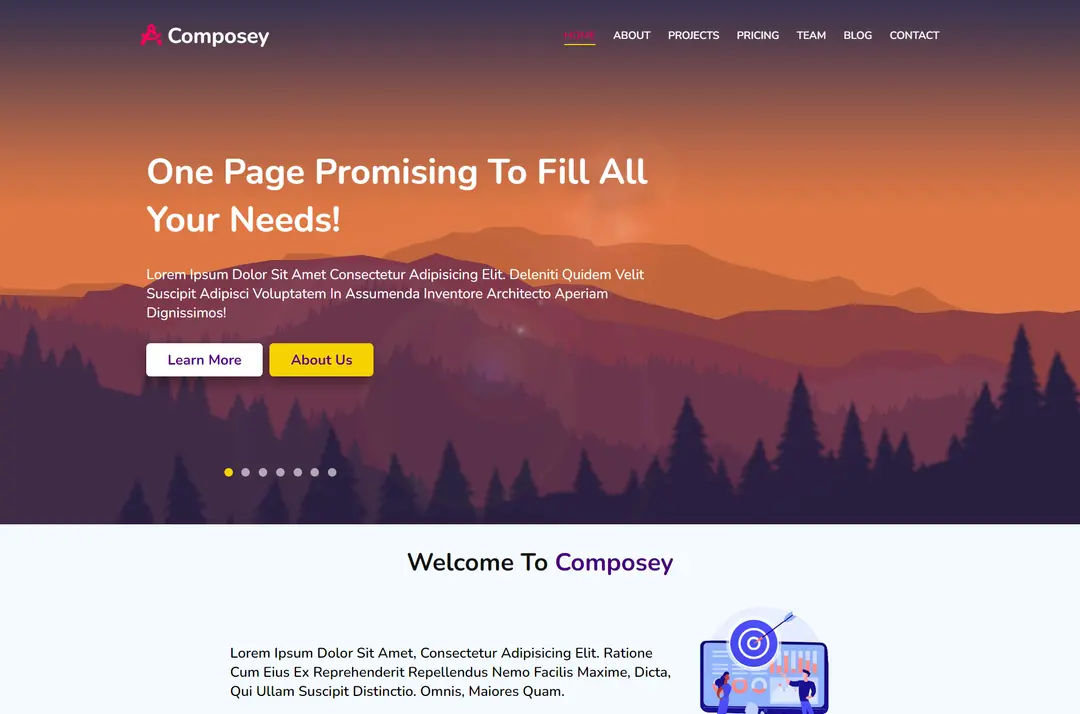 Composey
HOME ABOUT PROJECTS PRICING TEAM BLOG CONTACT
One Page Promising To Fill All
Your Needs!
Lorem Ipsum Dolor Sit Amet Consectetur Adipisicing Elit. Deleniti Quidem Velit
Suscipit Adipisci Voluptatem In Assumenda Inventore Architecto Aperiam
Dignissimos!
Learn More About Us
Welcome To Composey
Lorem Ipsum Dolor Sit Amet, Consectetur Adipisicing Elit. Ratione
Cum Eius Ex Reprehenderit Repellendus Nemo Facilis Maxime, Dicta,
Qui Ullam Suscipit Distinctio. Omnis, Maiores Quam.